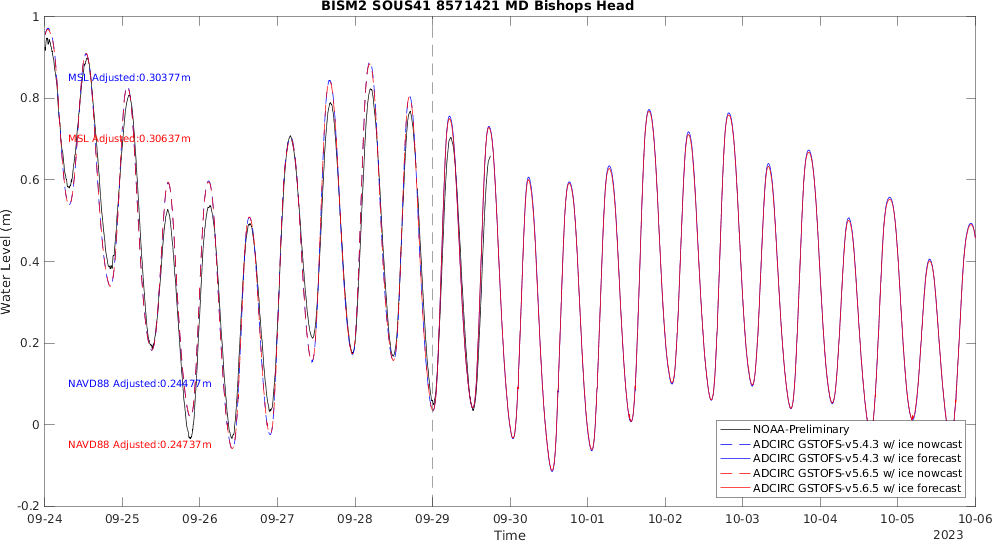 BISM2 SOUS41 8571421 MD Bishops Head
Water Level (m)
1
0.8
0.6
0.4
0.2
0
-0.2
MSL Adjusted:0.30377m
MSL Adjusted:0.30637m
NAVD88 Adjusted:0.24477m
NAVD88 Adjusted:0.24737m
NOAA-Preliminary
ADCIRC GSTOFS-v5.4.3 w/ ice nowcast
ADCIRC GSTOFS-v5.4.3 w/ ice forecast
ADCIRC GSTOFS-v5.6.5 w/ ice nowcast
ADCIRC GSTOFS-v5.6.5 w/ ice forecast
09-24 09-25 09-26 09-27 09-28 09-29 09-30 10-01 10-02 10-03 10-04 10-05 10-06
Time
2023